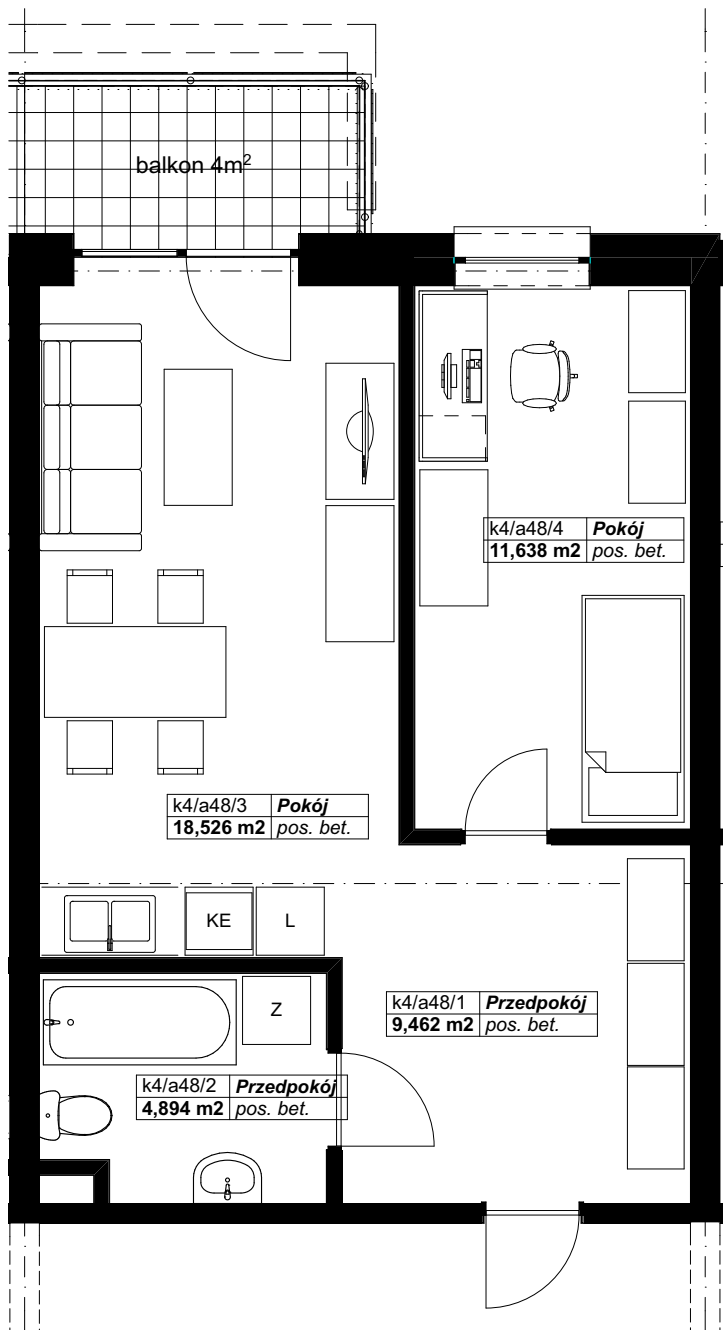 balkon 4m²
k4/a48/4 Pokój
11,638 m2 pos. bet.
k4/a48/3 Pokój
18,526 m2 pos. bet.
KE L
Z
k4/a48/1 Przedpokój
9,462 m2 pos. bet.
k4/a48/2 Przedpokój
4,894 m2 pos. bet.